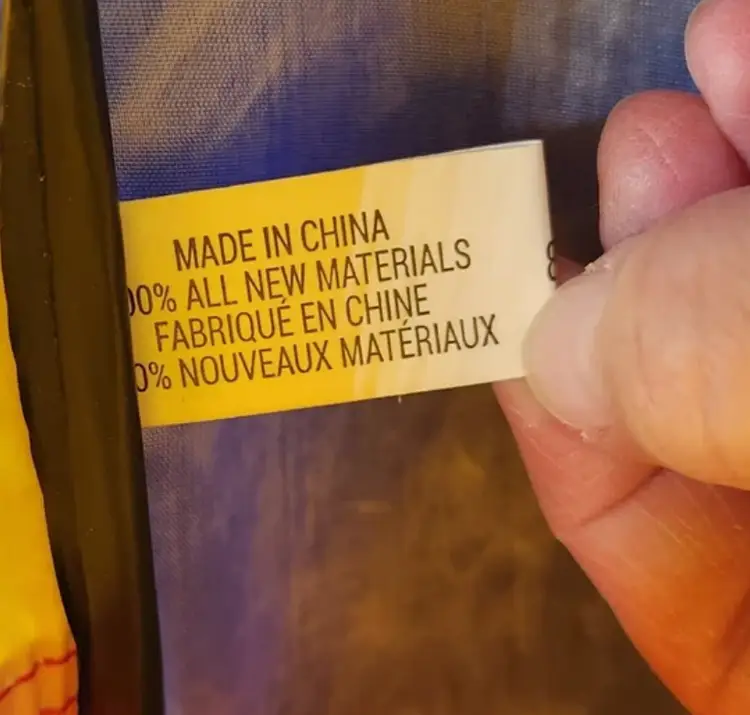 MADE IN CHINA
00% ALL NEW MATERIALS
FABRIQUÉ EN CHINE
0% NOUVEAUX MATÉRIAUX